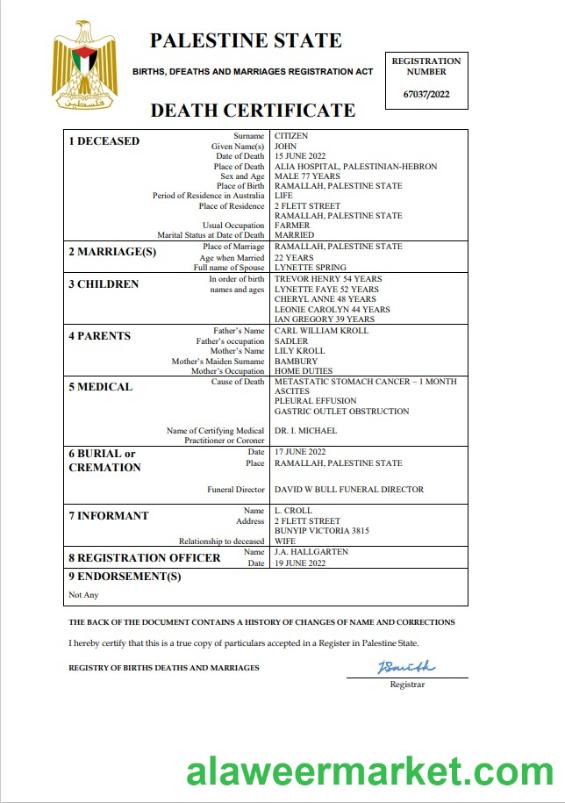 PALESTINE STATE
BIRTHS, DFEATHS AND MARRIAGES REGISTRATION ACT
REGISTRATION
NUMBER
67037/2022
DEATH CERTIFICATE
1 DECEASED
Surname CITIZEN
Given Name(s) JOHN
Date of Death 15 JUNE 2022
Place of Death ALIA HOSPITAL, PALESTINIAN-HEBRON
Sex and Age MALE 77 YEARS
Place of Birth RAMALLAH, PALESTINE STATE
Period of Residence in Australia LIFE
Place of Residence 2 FLETT STREET
RAMALLAH, PALESTINE STATE
Usual Occupation FARMER
Marital Status at Date of Death MARRIED
2 MARRIAGE(S)
Place of Marriage RAMALLAH, PALESTINE STATE
Age when Married 22 YEARS
Full name of Spouse LYNETTE SPRING
3 CHILDREN
In order of birth TREVOR HENRY 54 YEARS
names and ages LYNETTE FAYE 52 YEARS
CHERYL ANNE 48 YEARS
LEONIE CAROLYN 44 YEARS
IAN GREGORY 39 YEARS
4 PARENTS
Father's Name CARL WILLIAM KROLL
Father's occupation SADLER
Mother's Name LILY KROLL
Mother's Maiden Surname BAMBURY
Mother's Occupation HOME DUTIES
5 MEDICAL
Cause of Death METASTATIC STOMACH CANCER – 1 MONTH
ASCITES
PLEURAL EFFUSION
GASTRIC OUTLET OBSTRUCTION
Name of Certifying Medical DR. I. MICHAEL
Practitioner or Coroner
6 BURIAL or
CREMATION
Date 17 JUNE 2022
Place RAMALLAH, PALESTINE STATE
Funeral Director DAVID W BULL FUNERAL DIRECTOR
7 INFORMANT
Name L. CROLL
Address 2 FLETT STREET
BUNYIP VICTORIA 3815
Relationship to deceased WIFE
8 REGISTRATION OFFICER
Name J.A. HALLGARTEN
Date 19 JUNE 2022
9 ENDORSEMENT(S)
Not Any
THE BACK OF THE DOCUMENT CONTAINS A HISTORY OF CHANGES OF NAME AND CORRECTIONS
I hereby certify that this is a true copy of particulars accepted in a Register in Palestine State.
REGISTRY OF BIRTHS DEATHS AND MARRIAGES
Registrar
alaweermarket.com